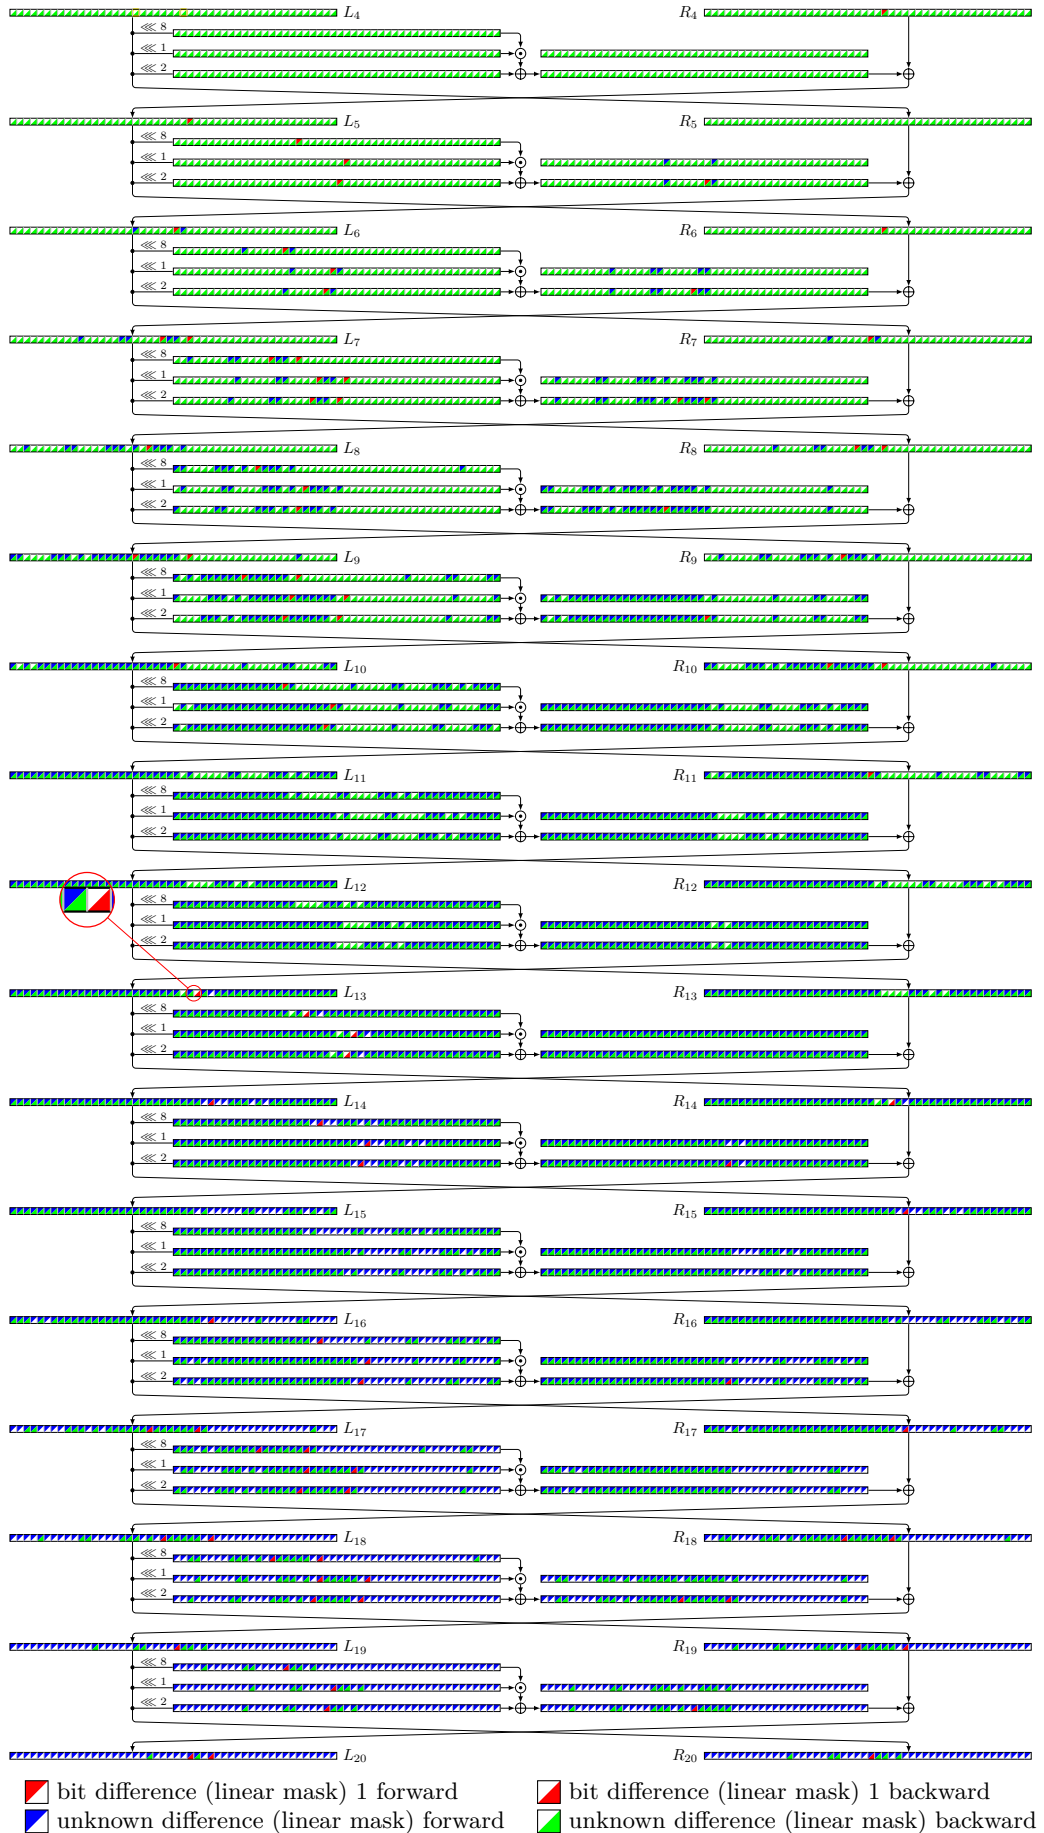 L4 R4
⋘ 8
⋘ 1
⋘ 2
L5 R5
⋘ 8
⋘ 1
⋘ 2
L6 R6
⋘ 8
⋘ 1
⋘ 2
L7 R7
⋘ 8
⋘ 1
⋘ 2
L8 R8
⋘ 8
⋘ 1
⋘ 2
L9 R9
⋘ 8
⋘ 1
⋘ 2
L10 R10
⋘ 8
⋘ 1
⋘ 2
L11 R11
⋘ 8
⋘ 1
⋘ 2
L12 R12
⋘ 8
⋘ 1
⋘ 2
L13 R13
⋘ 8
⋘ 1
⋘ 2
L14 R14
⋘ 8
⋘ 1
⋘ 2
L15 R15
⋘ 8
⋘ 1
⋘ 2
L16 R16
⋘ 8
⋘ 1
⋘ 2
L17 R17
⋘ 8
⋘ 1
⋘ 2
L18 R18
⋘ 8
⋘ 1
⋘ 2
L19 R19
⋘ 8
⋘ 1
⋘ 2
L20 R20
bit difference (linear mask) 1 forward bit difference (linear mask) 1 backward
unknown difference (linear mask) forward unknown difference (linear mask) backward